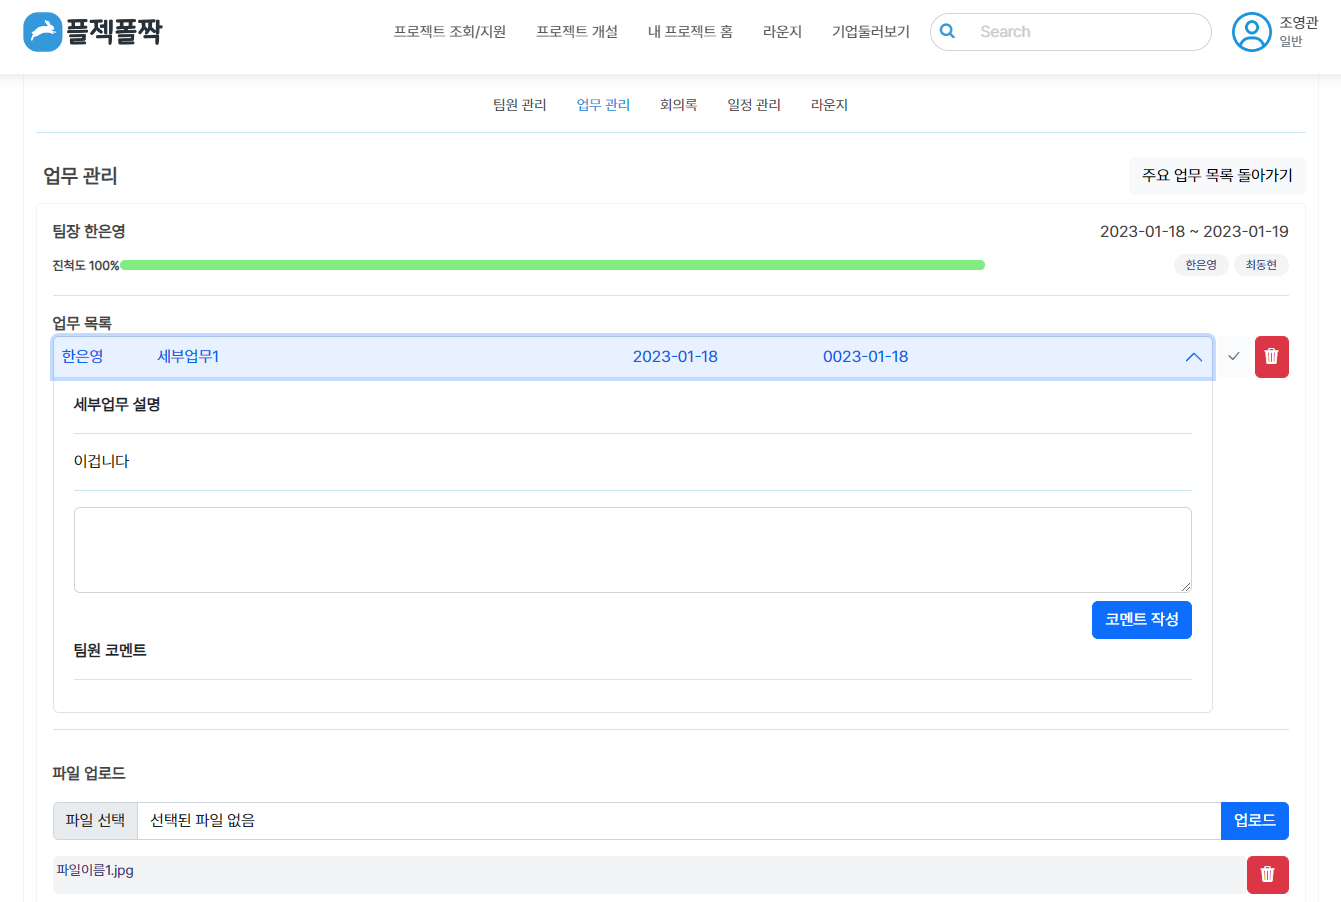 플젝폴짝
프로젝트 조회/지원 프로젝트 개설 내 프로젝트 홈 라운지 기업둘러보기 Search 조영관
일반
팀원 관리 업무 관리 회의록 일정 관리 라운지
업무 관리 주요 업무 목록 돌아가기
팀장 한은영 2023-01-18 ~ 2023-01-19
진척도 100% 한은영 최동현
업무 목록
한은영 세부업무1 2023-01-18 0023-01-18
세부업무 설명
이겁니다
코멘트 작성
팀원 코멘트
파일 업로드
파일 선택 선택된 파일 없음 업로드
파일이름1.jpg